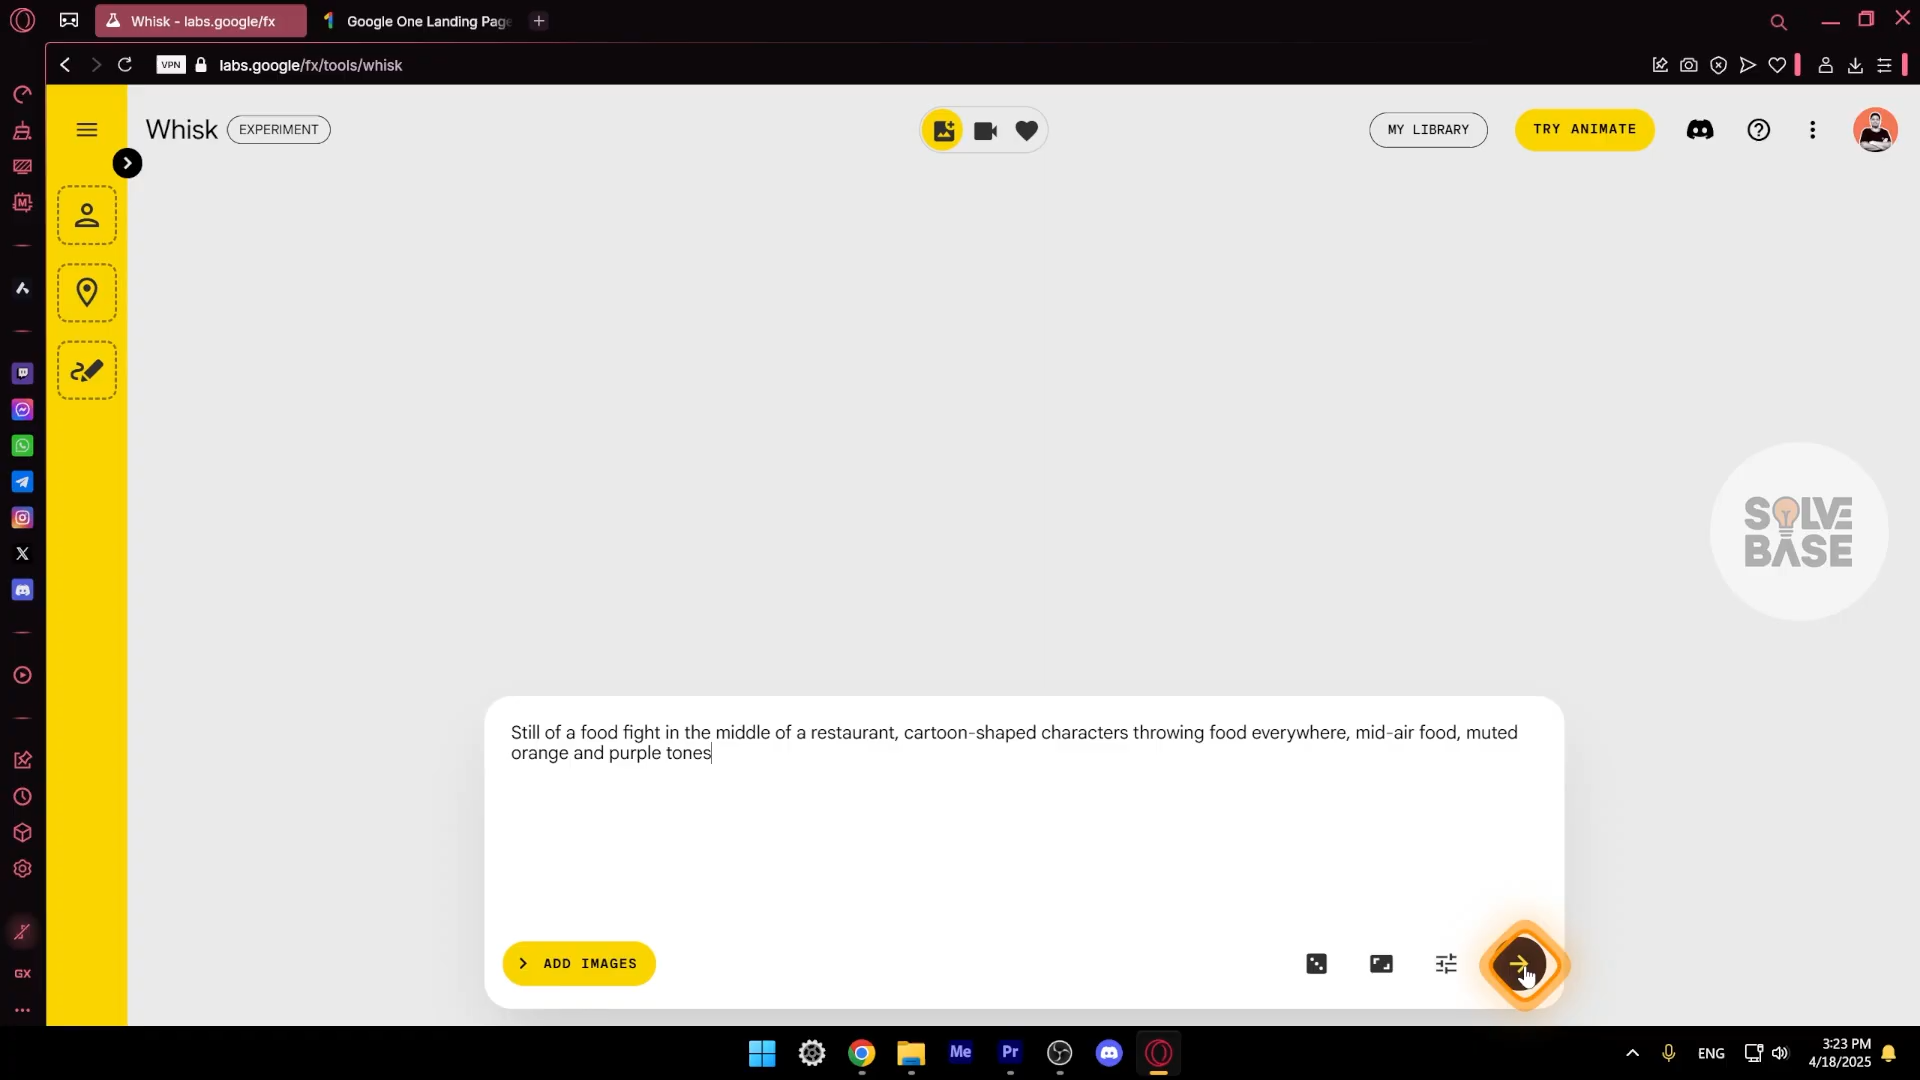 Whisk - labs.google/fx
Google One Landing Page
VPN
labs.google/fx/tools/whisk
Whisk
EXPERIMENT
MY LIBRARY
TRY ANIMATE
SOLVE
BASE
Still of a food fight in the middle of a restaurant, cartoon-shaped characters throwing food everywhere, mid-air food, muted
orange and purple tones
ADD IMAGES
GX
Me
Pr
ENG
3:23 PM
4/18/2025